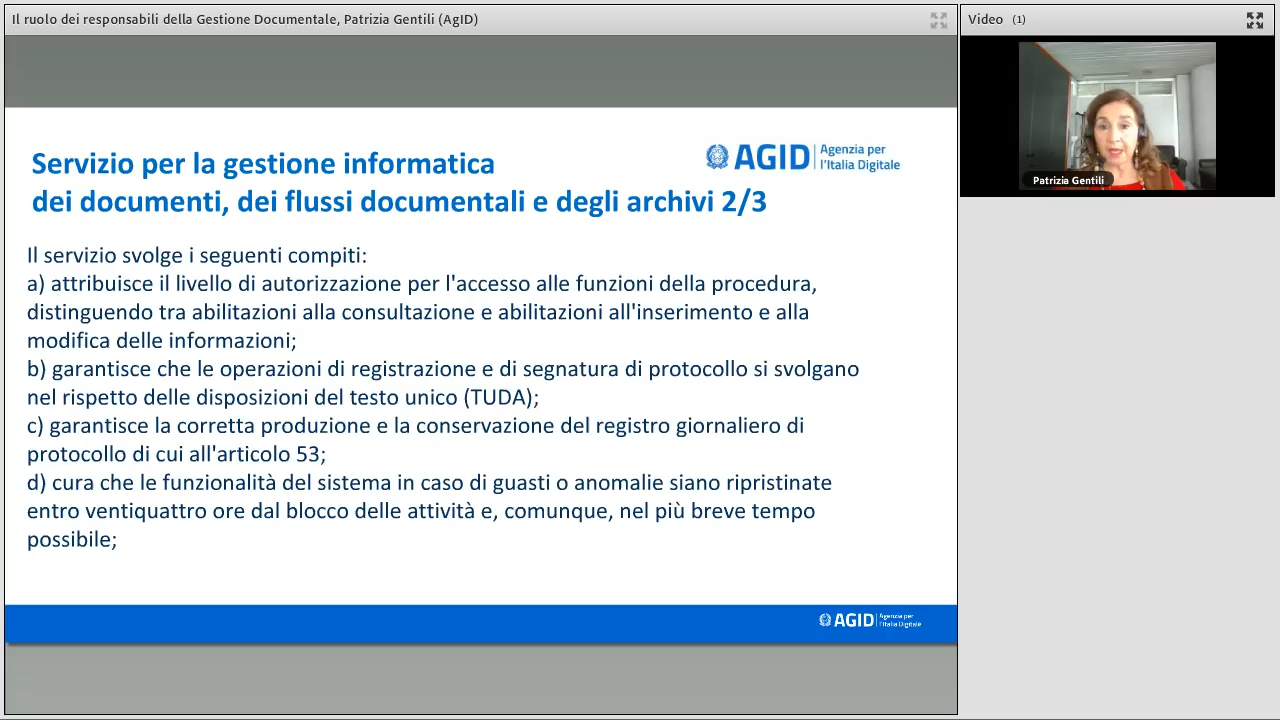 Il ruolo dei responsabili della Gestione Documentale, Patrizia Gentili (AgID)
Video (1)
Patrizia Gentili
Servizio per la gestione informatica
dei documenti, dei flussi documentali e degli archivi 2/3
AGID Agenzia per
l'Italia Digitale
Il servizio svolge i seguenti compiti:
a) attribuisce il livello di autorizzazione per l'accesso alle funzioni della procedura,
distinguendo tra abilitazioni alla consultazione e abilitazioni all'inserimento e alla
modifica delle informazioni;
b) garantisce che le operazioni di registrazione e di segnatura di protocollo si svolgano
nel rispetto delle disposizioni del testo unico (TUDA);
c) garantisce la corretta produzione e la conservazione del registro giornaliero di
protocollo di cui all'articolo 53;
d) cura che le funzionalità del sistema in caso di guasti o anomalie siano ripristinate
entro ventiquattro ore dal blocco delle attività e, comunque, nel più breve tempo
possibile;
AGID Agenzia per
l'Italia Digitale